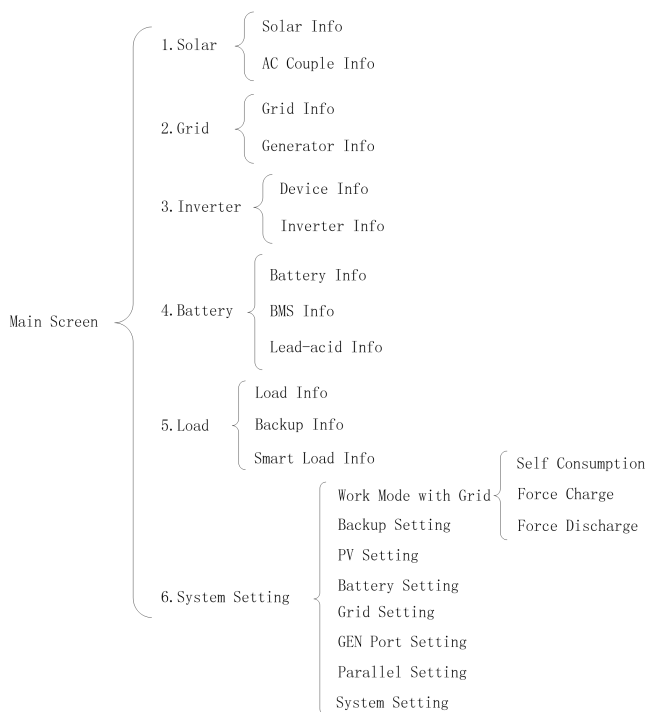 Main Screen
1.Solar
Solar Info
AC Couple Info
2.Grid
Grid Info
Generator Info
3.Inverter
Device Info
Inverter Info
4.Battery
Battery Info
BMS Info
Lead-acid Info
5.Load
Load Info
Backup Info
Smart Load Info
6.System Setting
Work Mode with Grid
Self Consumption
Force Charge
Force Discharge
Backup Setting
PV Setting
Battery Setting
Grid Setting
GEN Port Setting
Parallel Setting
System Setting